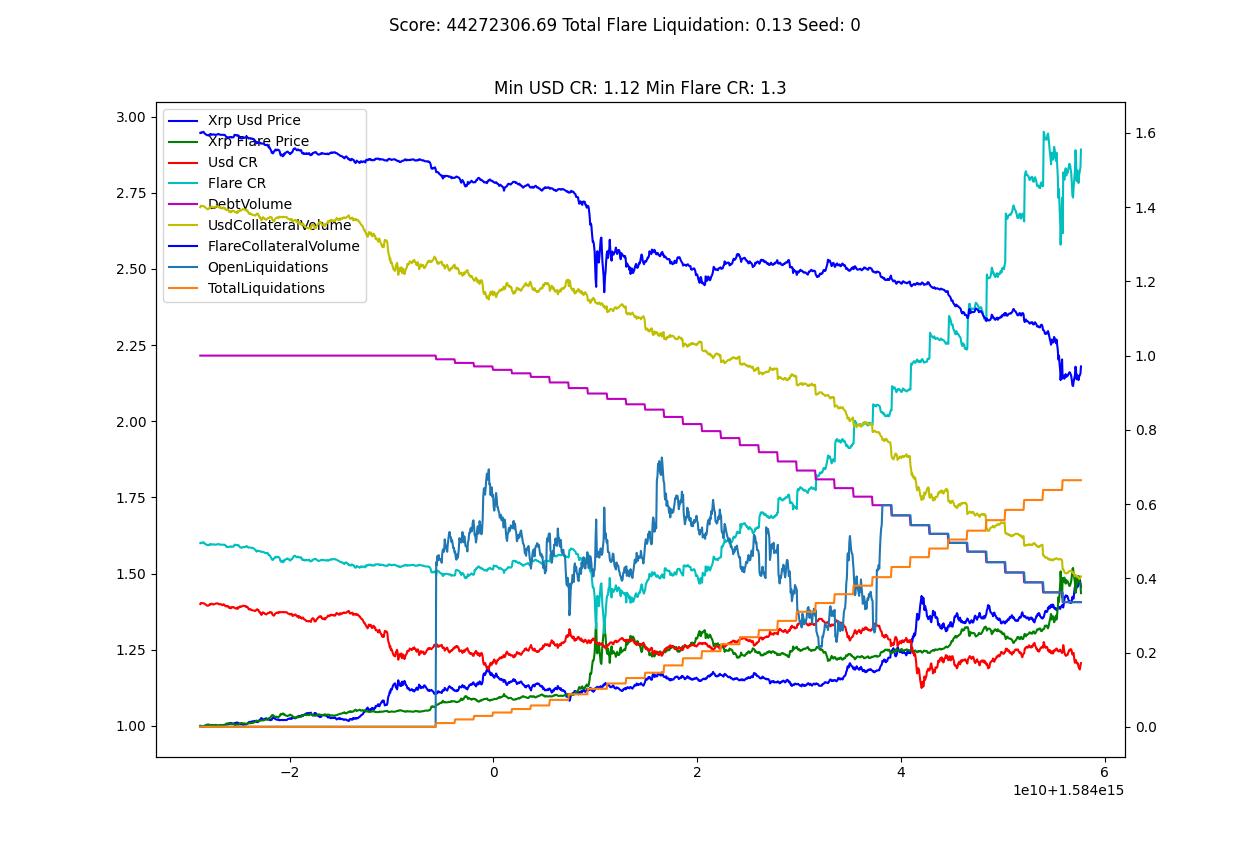 Score: 44272306.69 Total Flare Liquidation: 0.13 Seed: 0
Min USD CR: 1.12 Min Flare CR: 1.3
Xrp Usd Price
Xrp Flare Price
Usd CR
Flare CR
DebtVolume
UsdCollateralVolume
FlareCollateralVolume
OpenLiquidations
TotalLiquidations
3.00
2.75
2.50
2.25
2.00
1.75
1.50
1.25
1.00
1.6
1.4
1.2
1.0
0.8
0.6
0.4
0.2
0.0
−2
0
2
4
6
1e10+1.584e15